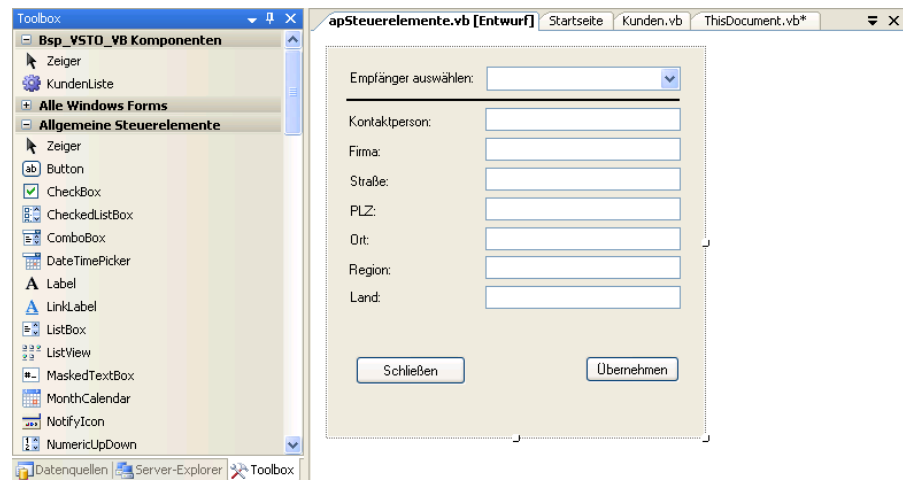 Toolbox
Bsp_VSTO_VB Komponenten
Zeiger
KundenListe
Alle Windows Forms
Allgemeine Steuerelemente
Zeiger
Button
CheckBox
CheckedListBox
ComboBox
DateTimePicker
Label
LinkLabel
ListBox
ListView
MaskedTextBox
MonthCalendar
NotifyIcon
NumericUpDown
Datenquellen Server-Explorer Toolbox
apSteuerelemente.vb [Entwurf] Startseite Kunden.vb ThisDocument.vb*
Empfänger auswählen:
Kontaktperson:
Firma:
Straße:
PLZ:
Ort:
Region:
Land:
Schließen Übernehmen